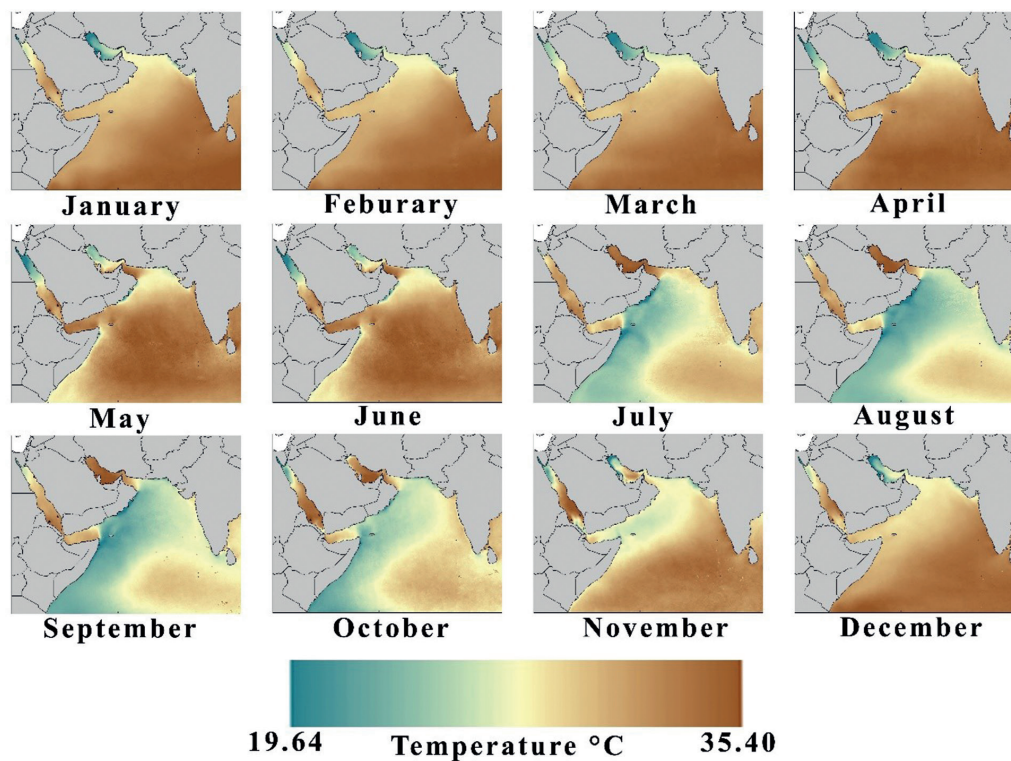 January Feburary March April
May June July August
September October November December
19.64 Temperature °C 35.40